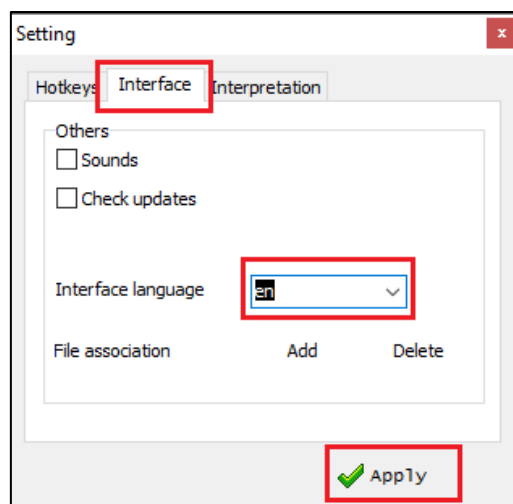 Setting x
Hotkeys Interface Interpretation
Others
Sounds
Check updates
Interface language en
File association Add Delete
Apply